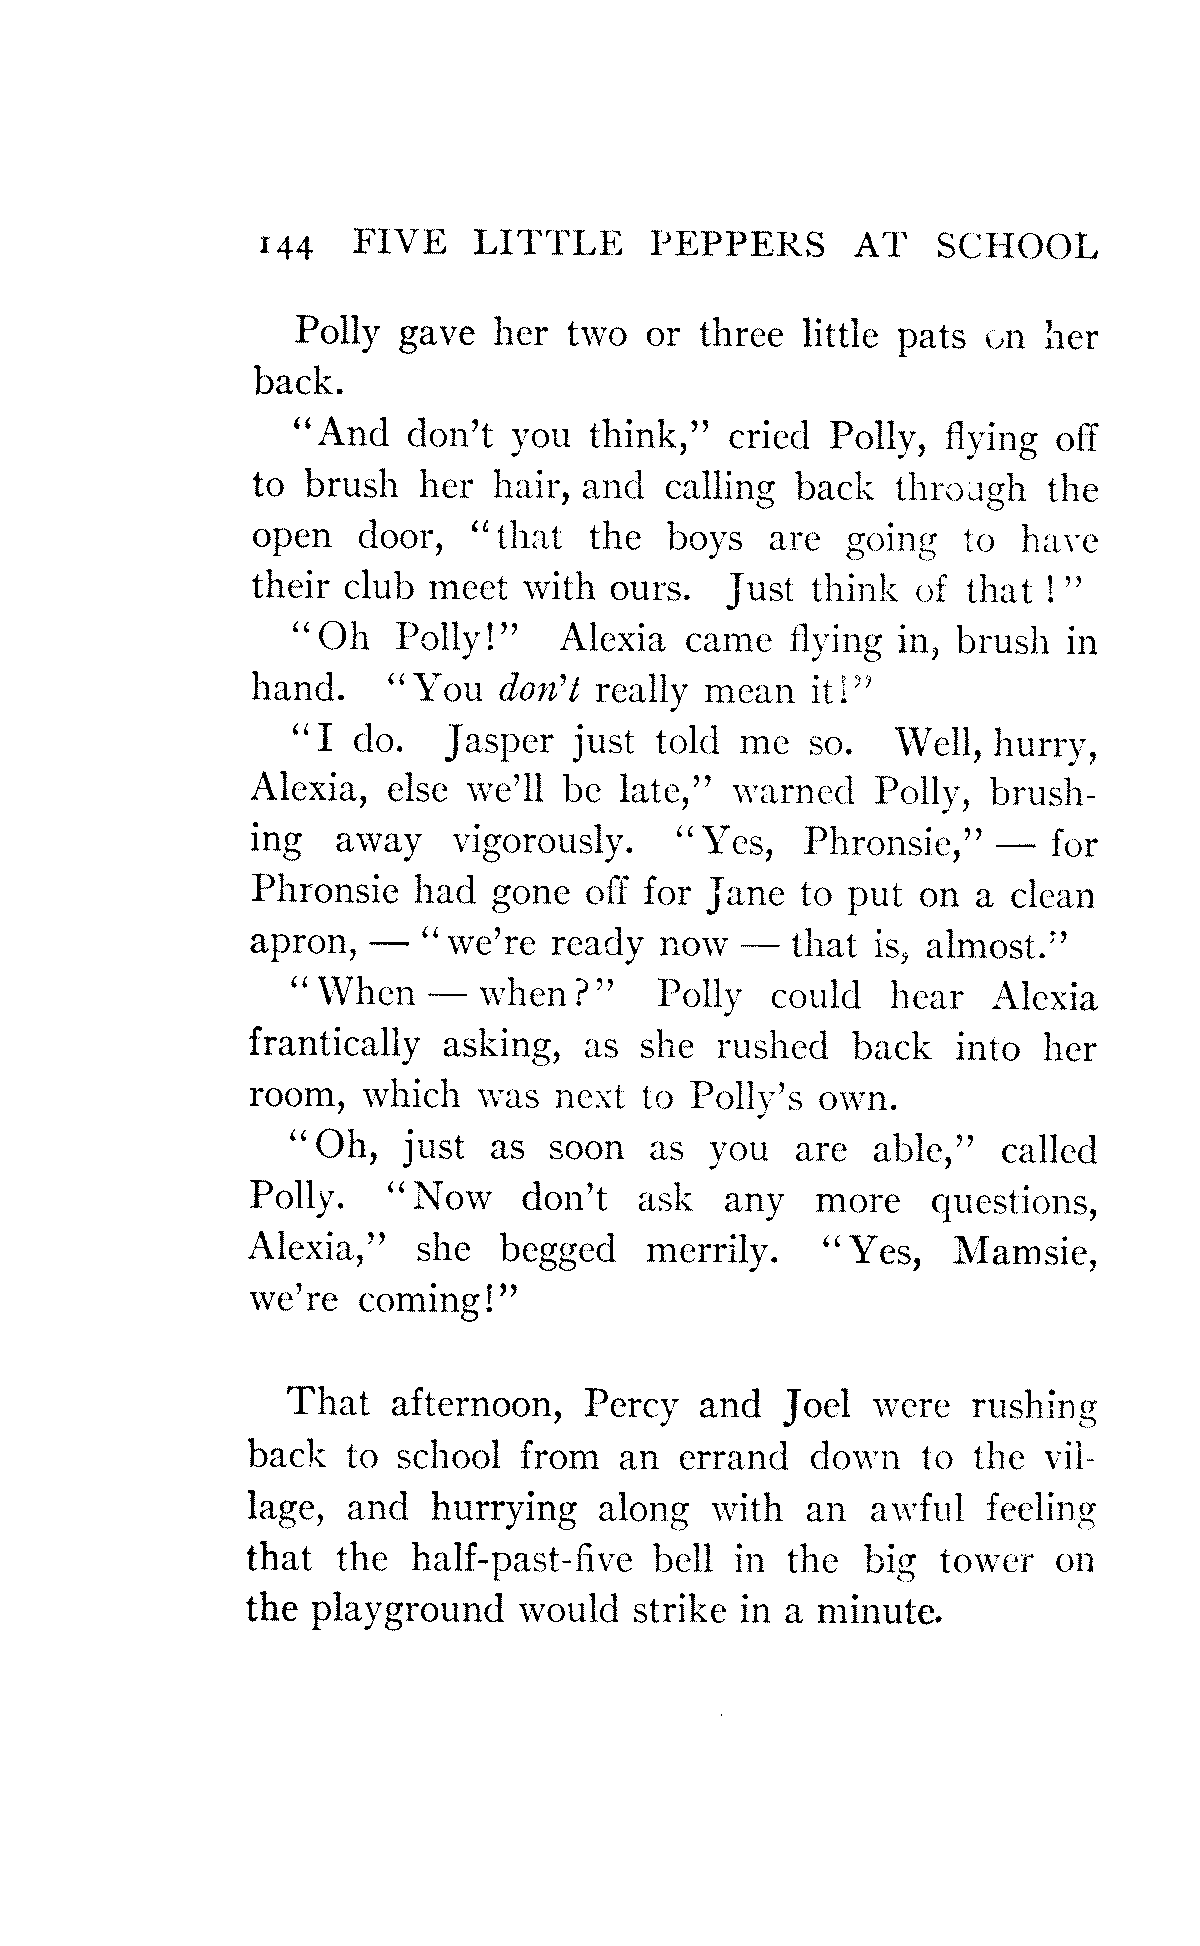 144 FIVE LITTLE PEPPERS AT SCHOOL
Polly gave her two or three little pats on her
back.
"And don't you think," cried Polly, flying off
to brush her hair, and calling back through the
open door, "that the boys are going to have
their club meet with ours. Just think of that!"
"Oh Polly!" Alexia came flying in, brush in
hand. "You don't really mean it!"
"I do. Jasper just told me so. Well, hurry,
Alexia, else we'll be late," warned Polly, brush-
ing away vigorously. "Yes, Phronsie," — for
Phronsie had gone off for Jane to put on a clean
apron, — "we're ready now — that is, almost."
"When — when?" Polly could hear Alexia
frantically asking, as she rushed back into her
room, which was next to Polly's own.
"Oh, just as soon as you are able," called
Polly. "Now don't ask any more questions,
Alexia," she begged merrily. "Yes, Mamsie,
we're coming!"
That afternoon, Percy and Joel were rushing
back to school from an errand down to the vil-
lage, and hurrying along with an awful feeling
that the half-past-five bell in the big tower on
the playground would strike in a minute.